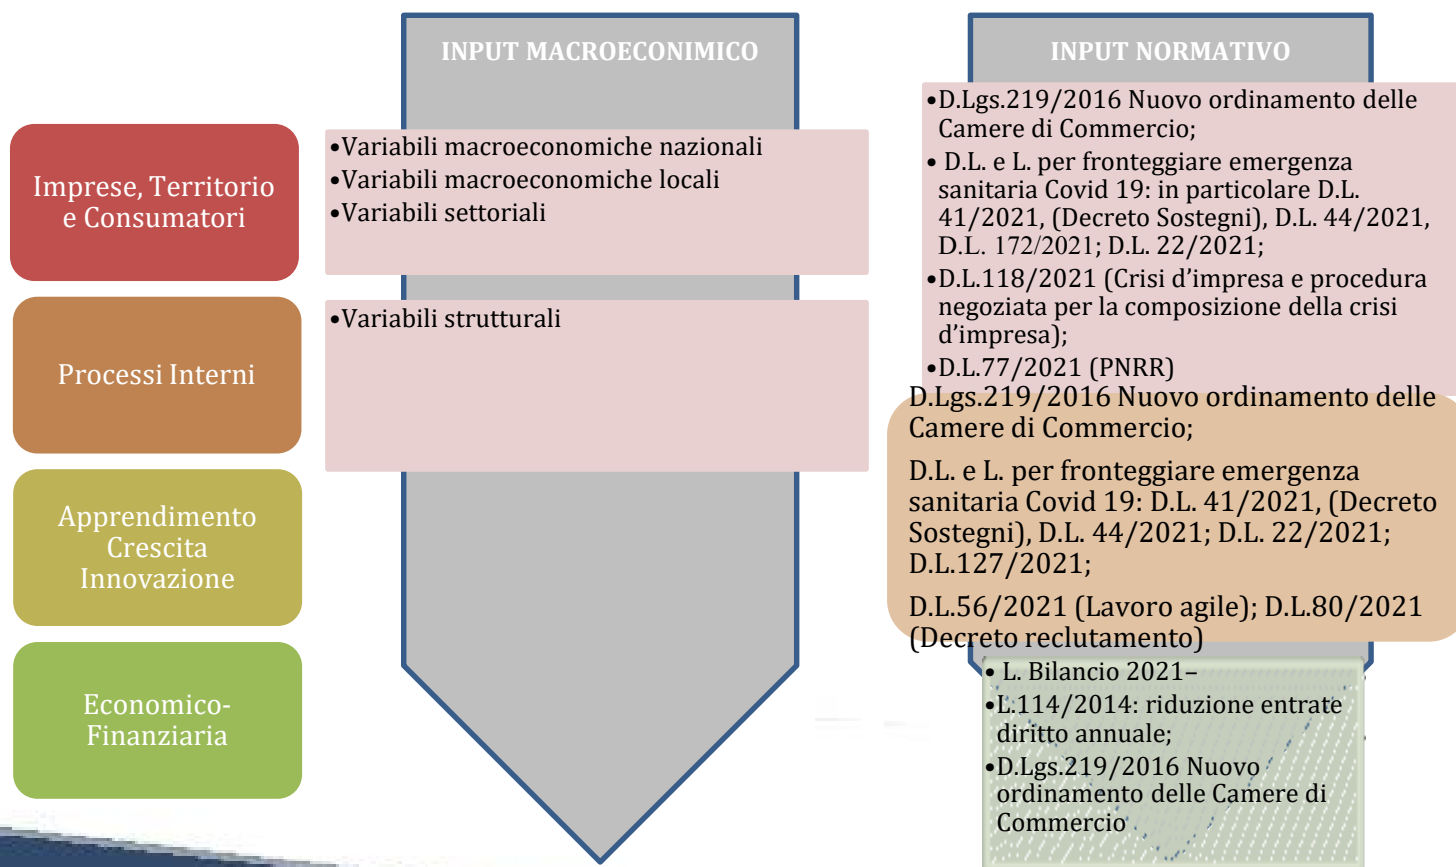 INPUT MACROECONIMICO
INPUT NORMATIVO
Imprese, Territorio
e Consumatori
•Variabili macroeconomiche nazionali
•Variabili macroeconomiche locali
•Variabili settoriali
•D.Lgs.219/2016 Nuovo ordinamento delle
Camere di Commercio;
• D.L. e L. per fronteggiare emergenza
sanitaria Covid 19: in particolare D.L.
41/2021, (Decreto Sostegni), D.L. 44/2021,
D.L. 172/2021; D.L. 22/2021;
•D.L.118/2021 (Crisi d’impresa e procedura
negoziata per la composizione della crisi
d’impresa);
•D.L.77/2021 (PNRR)
Processi Interni
•Variabili strutturali
Apprendimento
Crescita
Innovazione
D.Lgs.219/2016 Nuovo ordinamento delle
Camere di Commercio;
D.L. e L. per fronteggiare emergenza
sanitaria Covid 19: D.L. 41/2021, (Decreto
Sostegni), D.L. 44/2021; D.L. 22/2021;
D.L.127/2021;
D.L.56/2021 (Lavoro agile); D.L.80/2021
(Decreto reclutamento)
Economico-
Finanziaria
• L. Bilancio 2021–
•L.114/2014: riduzione entrate
diritto annuale;
•D.Lgs.219/2016 Nuovo
ordinamento delle Camere di
Commercio